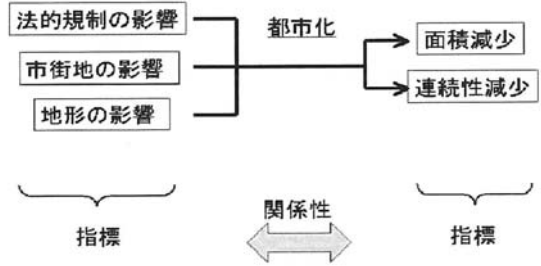 法的規制の影響
都市化
面積減少
市街地の影響
連続性減少
地形の影響
関係性
指標
指標